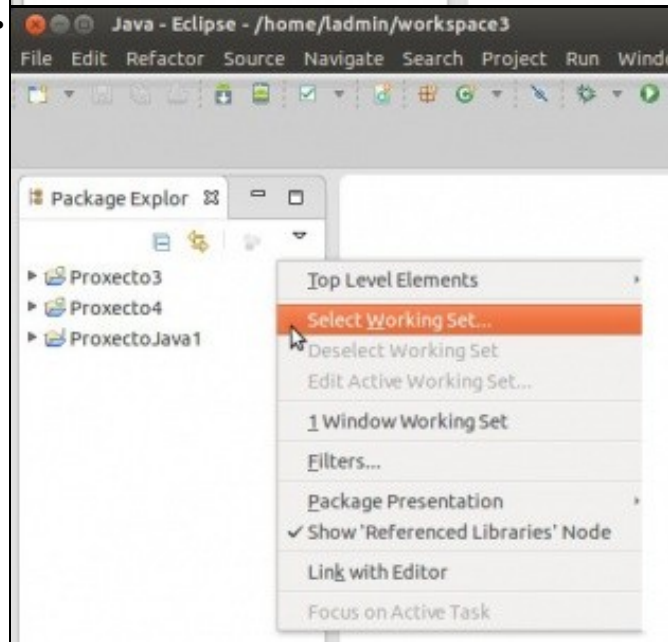 Java - Eclipse - /home/ladmin/workspace3
File Edit Refactor Source Navigate Search Project Run
Package Explor
Proxecto3
Proxecto4
ProxectoJava1
Top Level Elements
Select Working Set...
Deselect Working Set
Edit Active Working Set...
1 Window Working Set
Filters...
Package Presentation
Show 'Referenced Libraries' Node
Link with Editor
Focus on Active Task